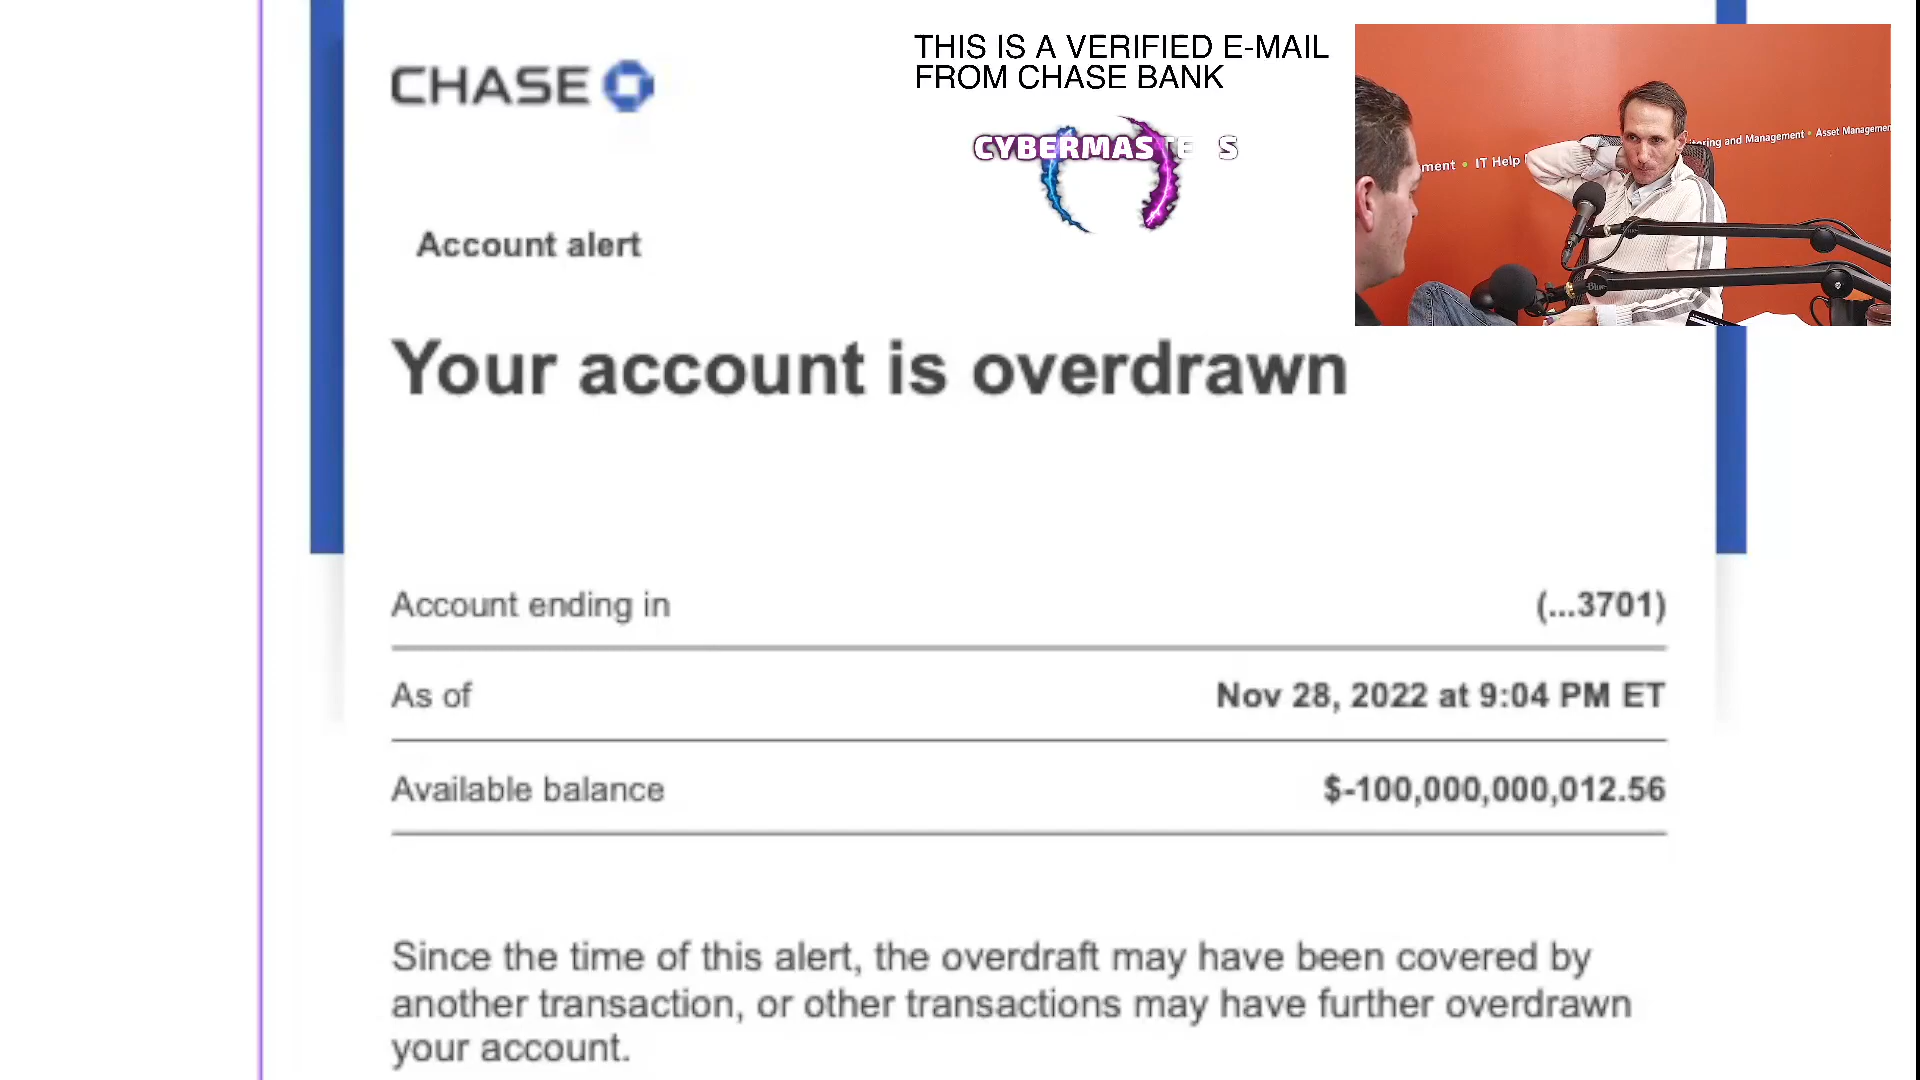 CHASE
THIS IS A VERIFIED E-MAIL
FROM CHASE BANK
CYBERMASTE S
ment • IT Help
itoring and Management • Asset Managemen
Account alert
Your account is overdrawn
Account ending in (...3701)
As of Nov 28, 2022 at 9:04 PM ET
Available balance $-100,000,000,012.56
Since the time of this alert, the overdraft may have been covered by
another transaction, or other transactions may have further overdrawn
your account.